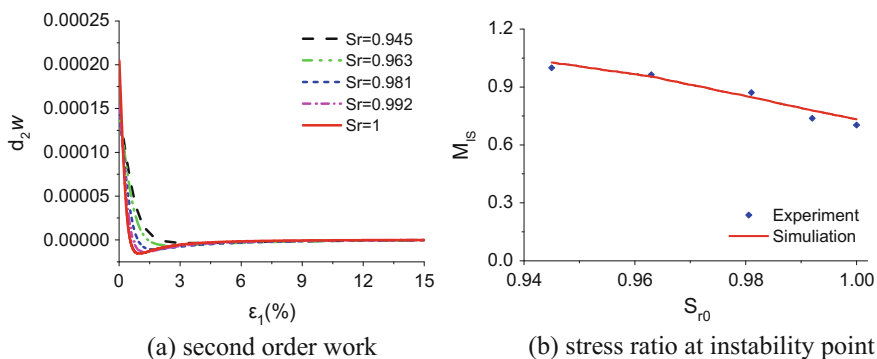 0.00025
0.00020
0.00015
0.00010
0.00005
0.00000
d₂w
Sr=0.945
Sr=0.963
Sr=0.981
Sr=0.992
Sr=1
0 3 6 9 12 15
ε₁(%)
(a) second order work
1.2
0.9
0.6
0.3
0.0
M_IS
Experiment
Simuliation
0.94 0.96 0.98 1.00
S_r0
(b) stress ratio at instability point